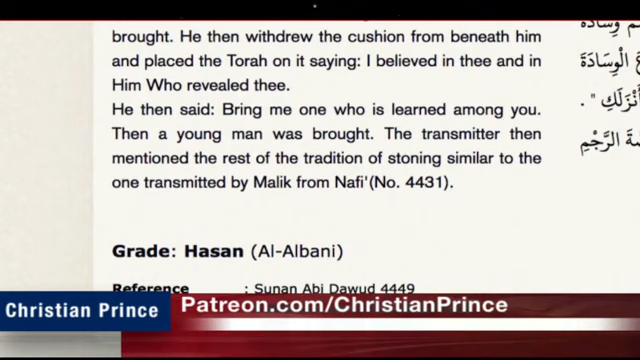 brought. He then withdrew the cushion from beneath him
and placed the Torah on it saying: I believed in thee and in
Him Who revealed thee.
He then said: Bring me one who is learned among you.
Then a young man was brought. The transmitter then
mentioned the rest of the tradition of stoning similar to the
one transmitted by Malik from Nafi'(No. 4431).
الْوِسَادَةَ
أَنْزَلَكِ " .
الرَّجْمِ
Grade: Hasan (Al-Albani)
Reference : Sunan Abi Dawud 4449
Christian Prince
Patreon.com/ChristianPrince